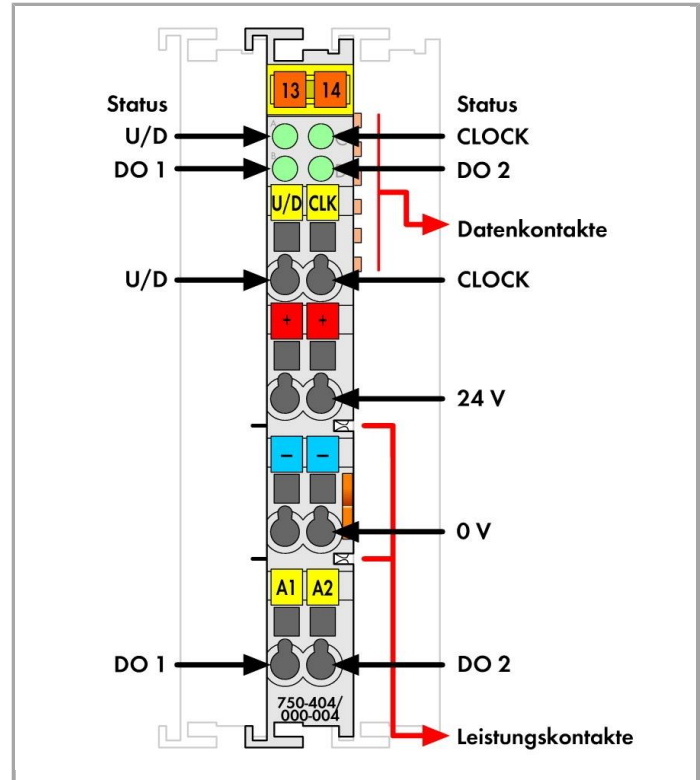 13 14
Status Status
U/D CLOCK
A C
DO 1 DO 2
B D
U/D CLK
Datenkontakte
U/D CLOCK
+ +
24 V
− −
0 V
A1 A2
DO 1 DO 2
750-404/
000-004
Leistungskontakte